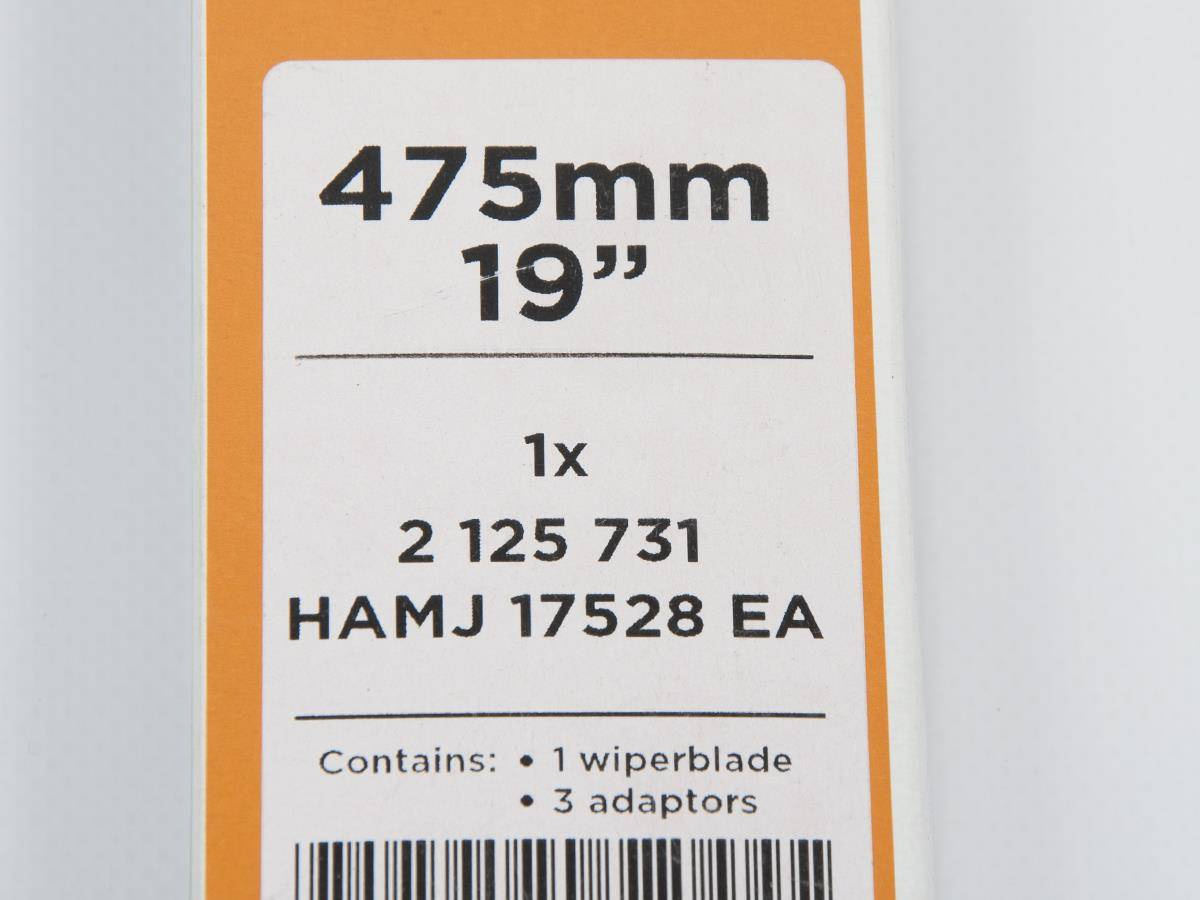 475mm
19”
1x
2 125 731
HAMJ 17528 EA
Contains: • 1 wiperblade
• 3 adaptors